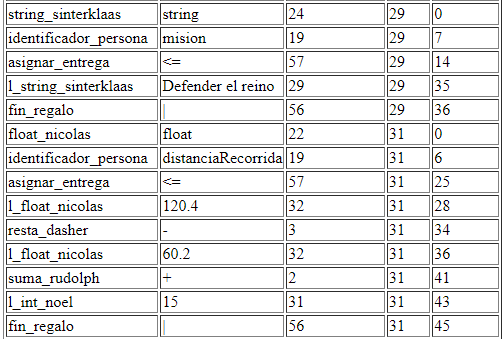 string_sinterklaas string 24 29 0
identificador_persona mision 19 29 7
asignar_entrega <= 57 29 14
l_string_sinterklaas Defender el reino 29 29 35
fin_regalo | 56 29 36
float_nicolas float 22 31 0
identificador_persona distanciaRecorrida 19 31 6
asignar_entrega <= 57 31 25
l_float_nicolas 120.4 32 31 28
resta_dasher - 3 31 34
l_float_nicolas 60.2 32 31 36
suma_rudolph + 2 31 41
l_int_noel 15 31 31 43
fin_regalo | 56 31 45